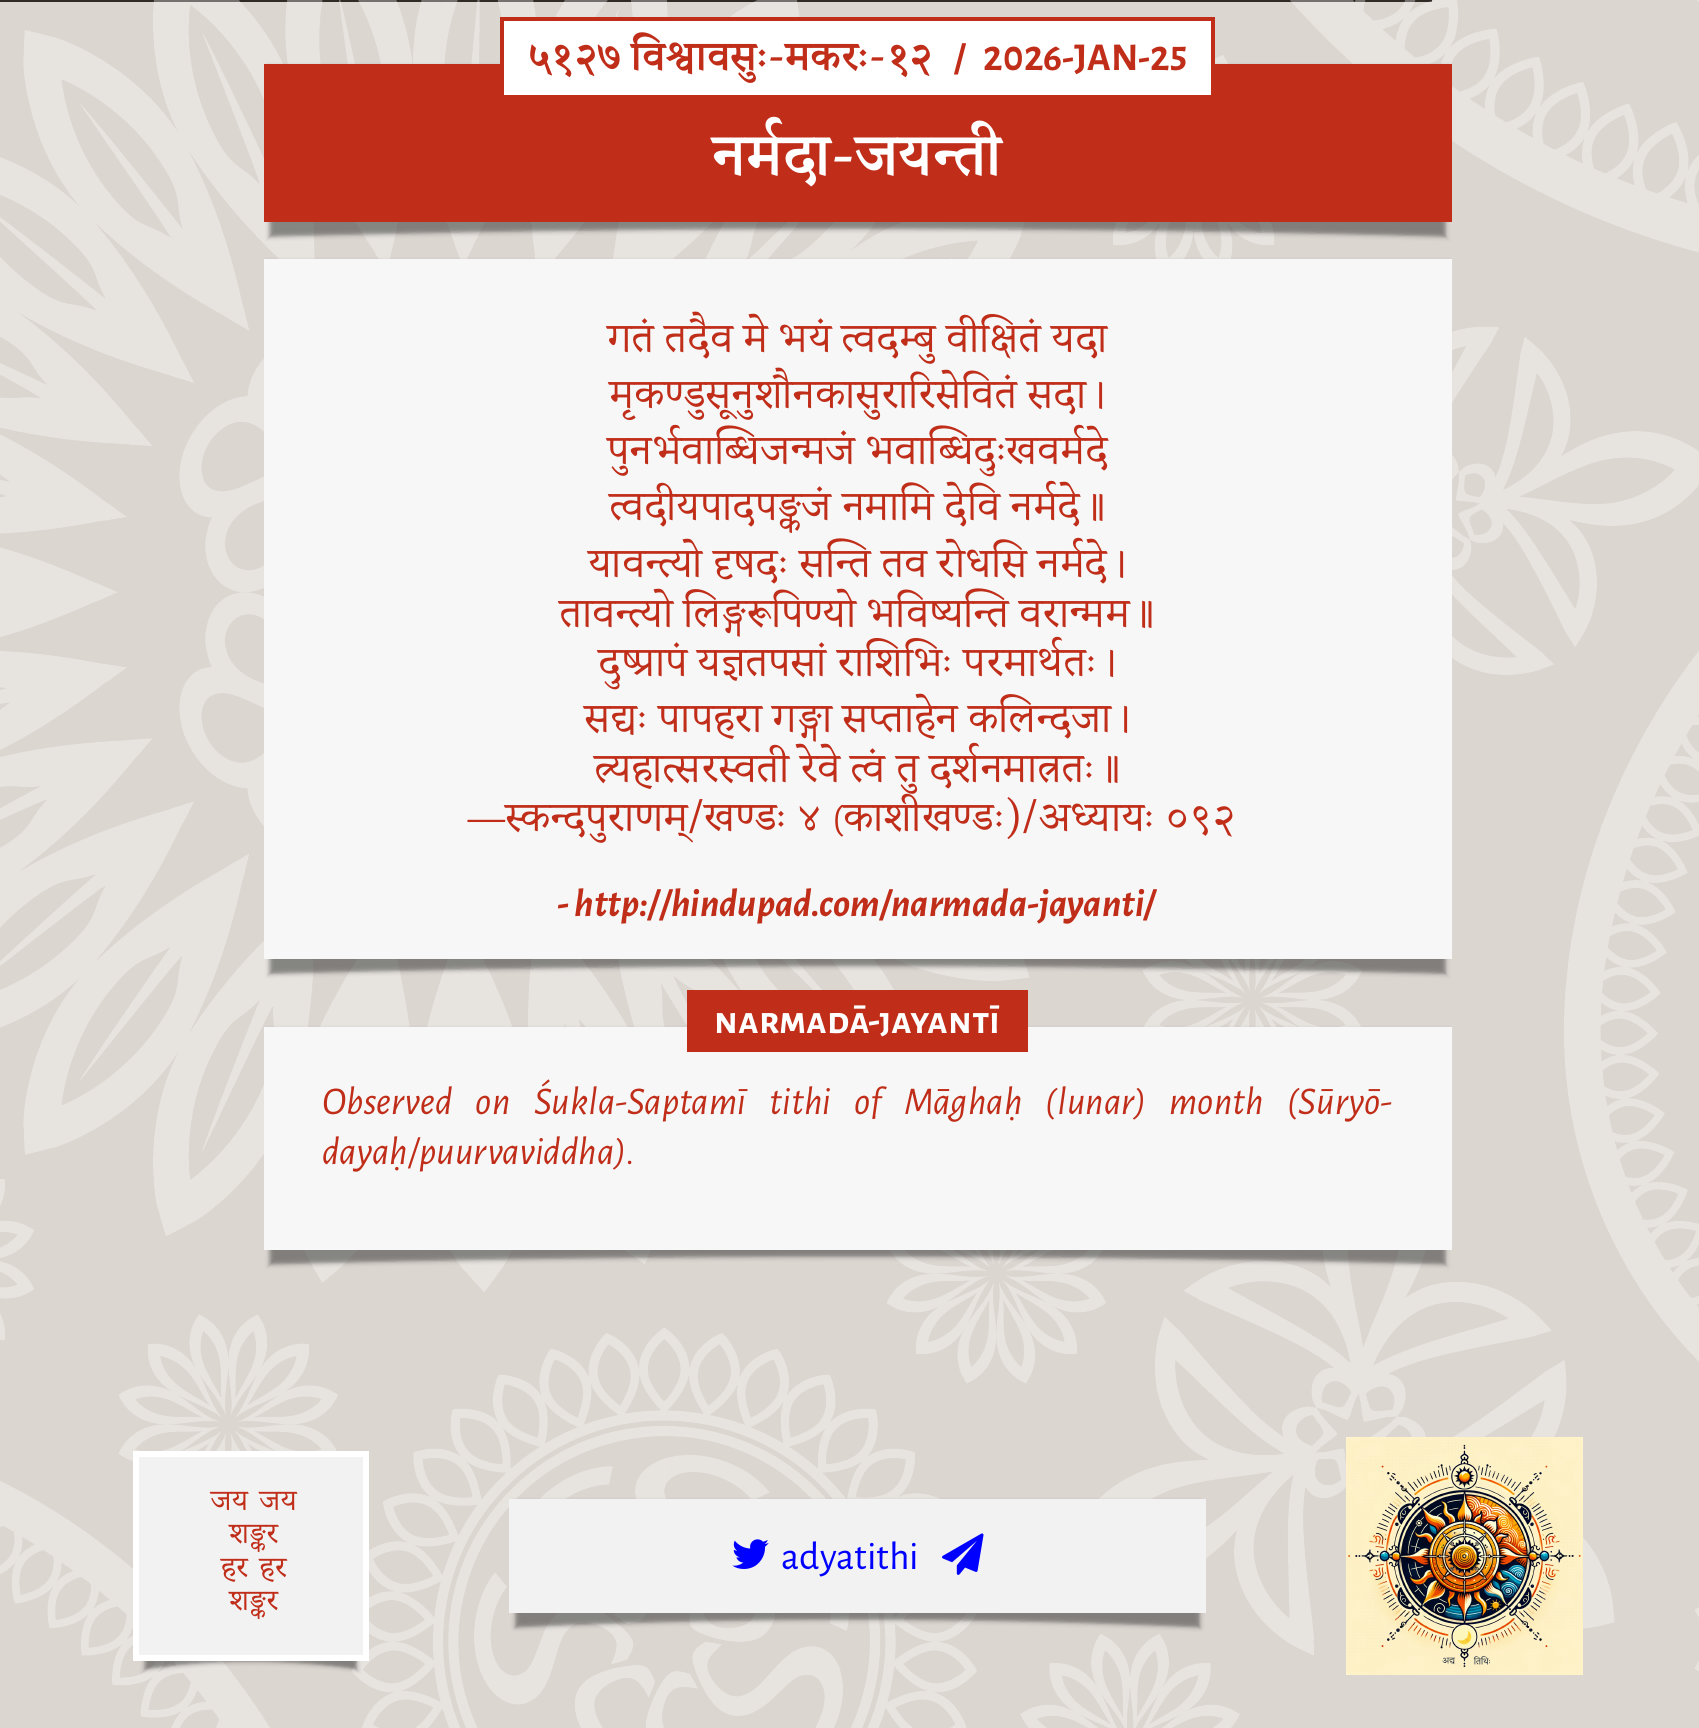 ५१२७ विश्वावसुः-मकरः-१२ / 2026-JAN-25
नर्मदा-जयन्ती
गतं तदैव मे भयं त्वदम्बु वीक्षितं यदा
मृकण्डुसूनुशौनकासुरारिसेवितं सदा।
पुनर्भवाब्धिजन्मजं भवाब्धिदुःखवर्मदे
त्वदीयपादपङ्कजं नमामि देवि नर्मदे॥
यावन्त्यो दृषदः सन्ति तव रोधसि नर्मदे।
तावन्त्यो लिङ्गरूपिण्यो भविष्यन्ति वरान्मम॥
दुष्प्रापं यज्ञतपसां राशिभिः परमार्थतः।
सद्यः पापहरा गङ्गा सप्ताहेन कलिन्दजा।
त्र्यहात्सरस्वती रेवे त्वं तु दर्शनमात्रतः॥
—स्कन्दपुराणम्/खण्डः ४ (काशीखण्डः)/अध्यायः ०९२
- http://hindupad.com/narmada-jayanti/
NARMADĀ-JAYANTĪ
Observed on Śukla-Saptamī tithi of Māghaḥ (lunar) month (Sūryō-
dayaḥ/puurvaviddha).
जय जय
शङ्कर
हर हर
शङ्कर
adyatithi
अद्य तिथिः